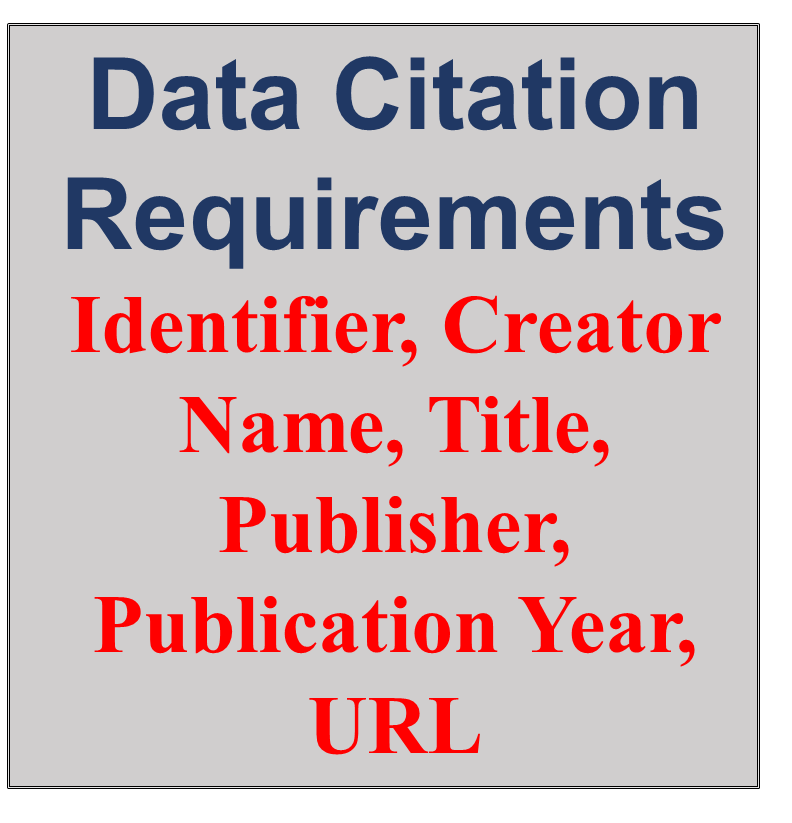 Data Citation
Requirements
Identifier, Creator
Name, Title,
Publisher,
Publication Year,
URL